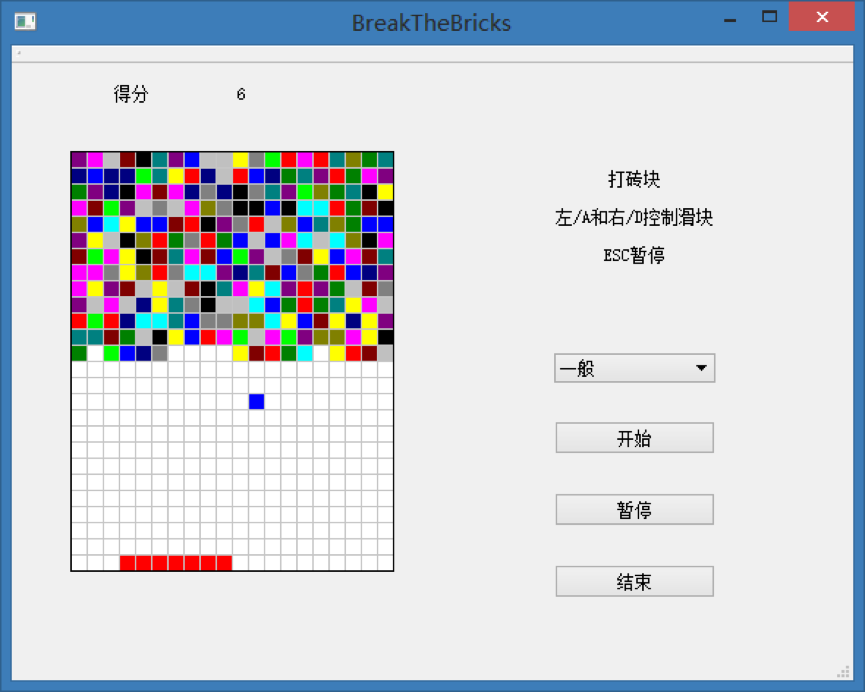 BreakTheBricks
得分 6
打砖块
左/A和右/D控制滑块
ESC暂停
一般
开始
暂停
结束